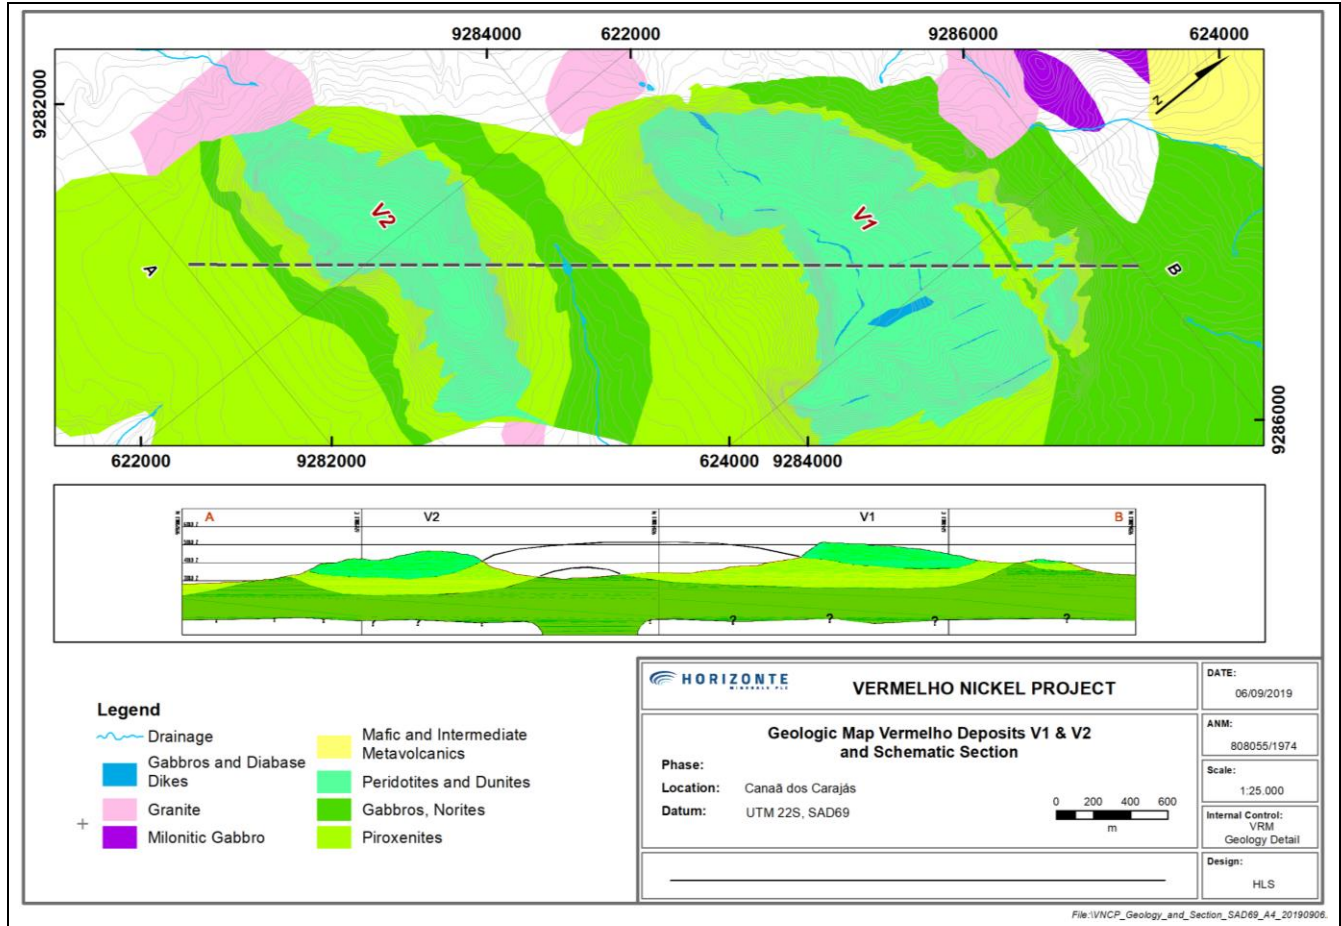 9284000
622000
9286000
624000
9282000
N
V2
V1
A
B
9286000
622000
9282000
624000
9284000
A
V2
V1
B
? ? ? ? ? ?
Legend
Drainage
Gabbros and Diabase
Dikes
Granite
Milonitic Gabbro
Mafic and Intermediate
Metavolcanics
Peridotites and Dunites
Gabbros, Norites
Piroxenites
HORIZONTE
MINERALS PLC
VERMELHO NICKEL PROJECT
Geologic Map Vermelho Deposits V1 & V2
and Schematic Section
Phase:
Location: Canaã dos Carajás
Datum: UTM 22S, SAD69
0 200 400 600
m
DATE:
06/09/2019
ANM:
808055/1974
Scale:
1:25.000
Internal Control:
VRM
Geology Detail
Design:
HLS
File:\VNCP_Geology_and_Section_SAD69_A4_20190906.